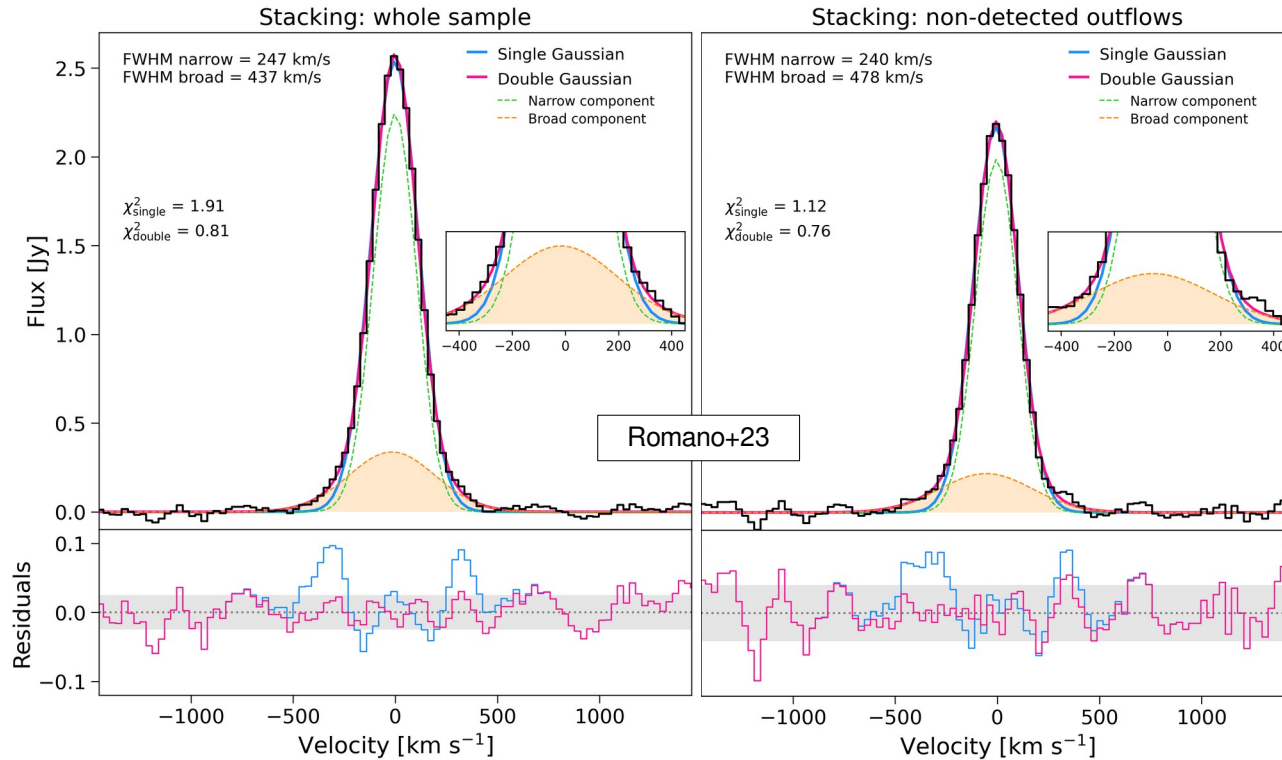 Stacking: whole sample
FWHM narrow = 247 km/s
FWHM broad = 437 km/s
Single Gaussian
Double Gaussian
Narrow component
Broad component
χ²single = 1.91
χ²double = 0.81
Flux [Jy]
2.5
2.0
1.5
1.0
0.5
0.0
−400 −200 0 200 400
Residuals
0.1
0.0
−0.1
−1000 −500 0 500 1000
Velocity [km s⁻¹]
Stacking: non-detected outflows
FWHM narrow = 240 km/s
FWHM broad = 478 km/s
Single Gaussian
Double Gaussian
Narrow component
Broad component
χ²single = 1.12
χ²double = 0.76
−400 −200 0 200 400
Romano+23
−1000 −500 0 500 1000
Velocity [km s⁻¹]